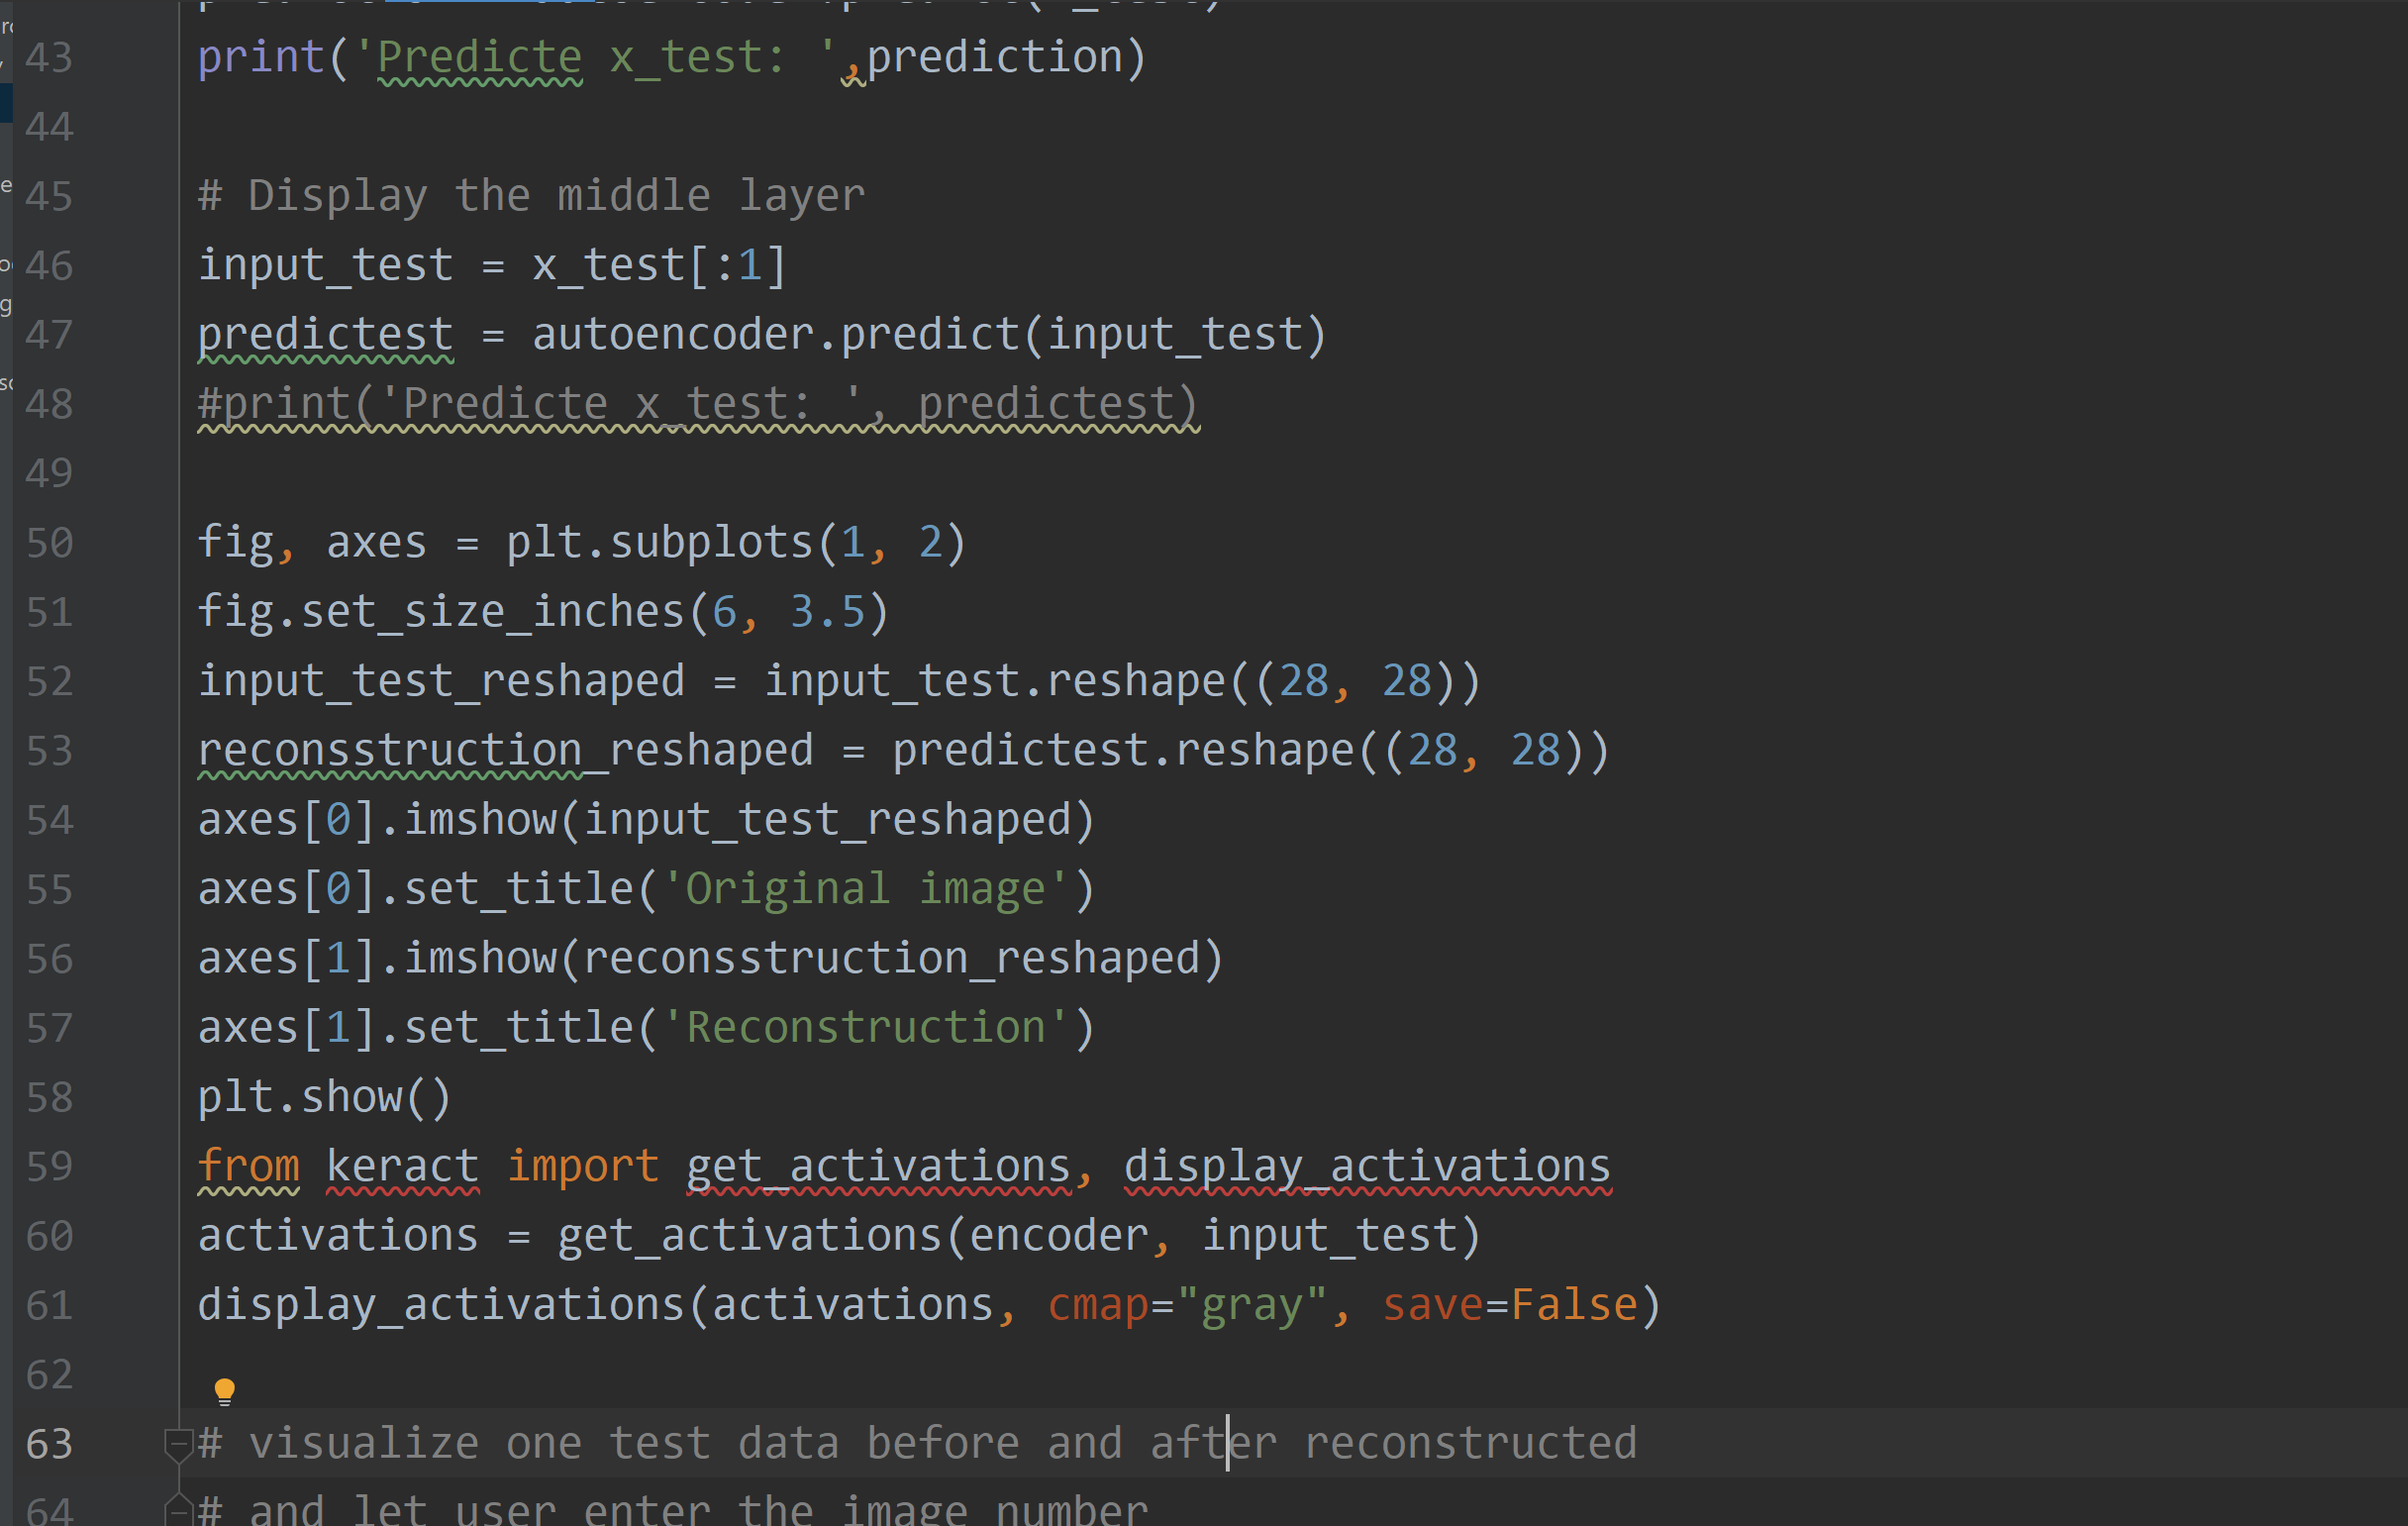 43 print('Predicte x_test: ',prediction)
44
45 # Display the middle layer
46 input_test = x_test[:1]
47 predictest = autoencoder.predict(input_test)
48 #print('Predicte x_test: ', predictest)
49
50 fig, axes = plt.subplots(1, 2)
51 fig.set_size_inches(6, 3.5)
52 input_test_reshaped = input_test.reshape((28, 28))
53 reconsstruction_reshaped = predictest.reshape((28, 28))
54 axes[0].imshow(input_test_reshaped)
55 axes[0].set_title('Original image')
56 axes[1].imshow(reconsstruction_reshaped)
57 axes[1].set_title('Reconstruction')
58 plt.show()
59 from keract import get_activations, display_activations
60 activations = get_activations(encoder, input_test)
61 display_activations(activations, cmap="gray", save=False)
62
63 # visualize one test data before and after reconstructed
64 # and let user enter the image number